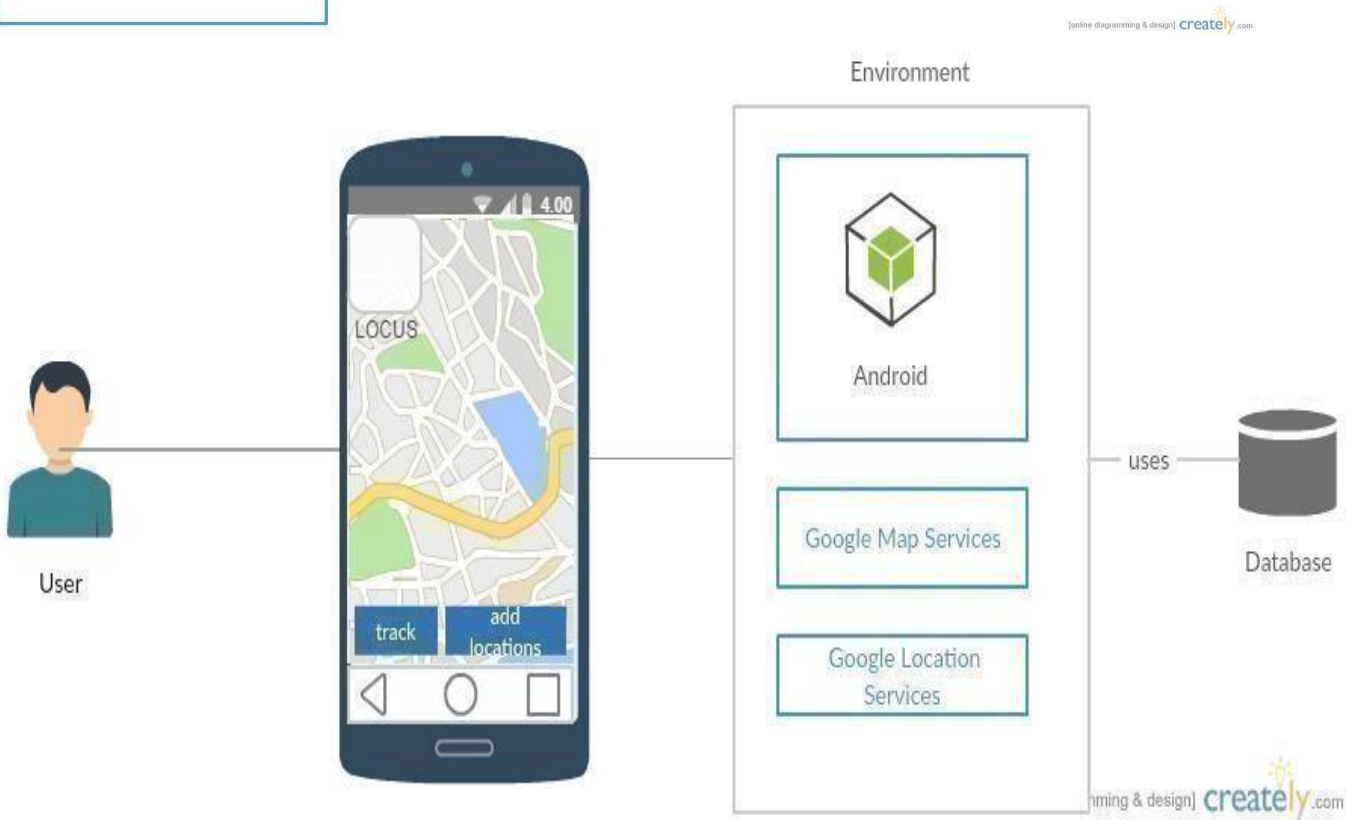 [online diagramming & design] creately.com
Environment
4.00
LOCUS
Android
uses
Google Map Services
Database
User
track
add
locations
Google Location
Services
ming & design] creately.com